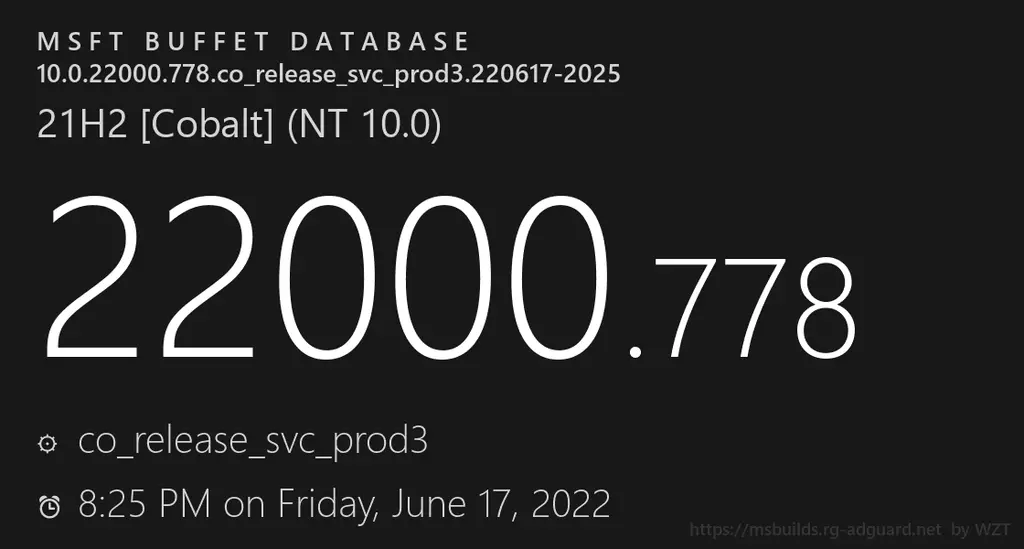 MSFT BUFFET DATABASE
10.0.22000.778.co_release_svc_prod3.220617-2025
21H2 [Cobalt] (NT 10.0)
22000.778
co_release_svc_prod3
8:25 PM on Friday, June 17, 2022
https://msbuilds.rg-adguard.net by WZT